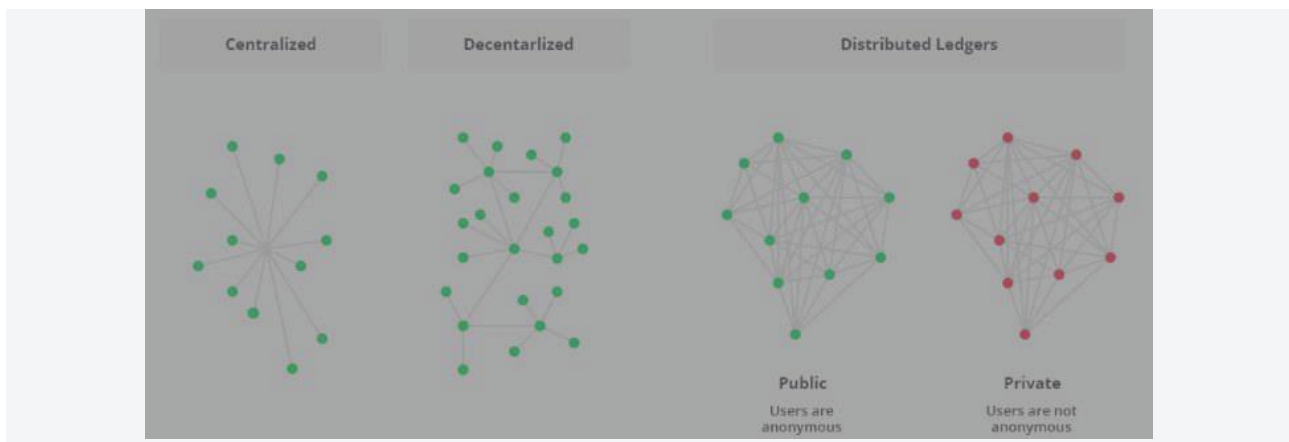 Centralized
Decentarlized
Distributed Ledgers
Public
Users are
anonymous
Private
Users are not
anonymous